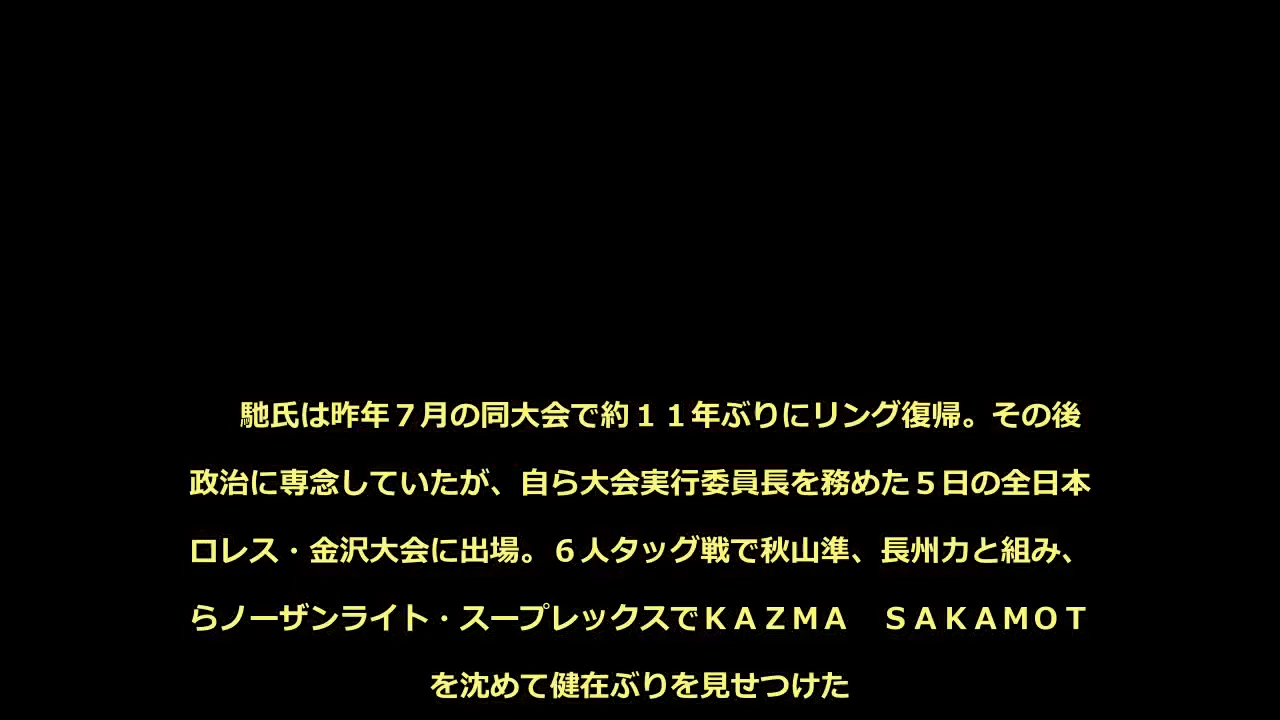 馳氏は昨年７月の同大会で約１１年ぶりにリング復帰。その後
政治に専念していたが、自ら大会実行委員長を務めた５日の全日本
ロレス・金沢大会に出場。６人タッグ戦で秋山準、長州力と組み、
らノーザンライト・スープレックスでＫＡＺＭＡ　ＳＡＫＡＭＯＴ
を沈めて健在ぶりを見せつけた